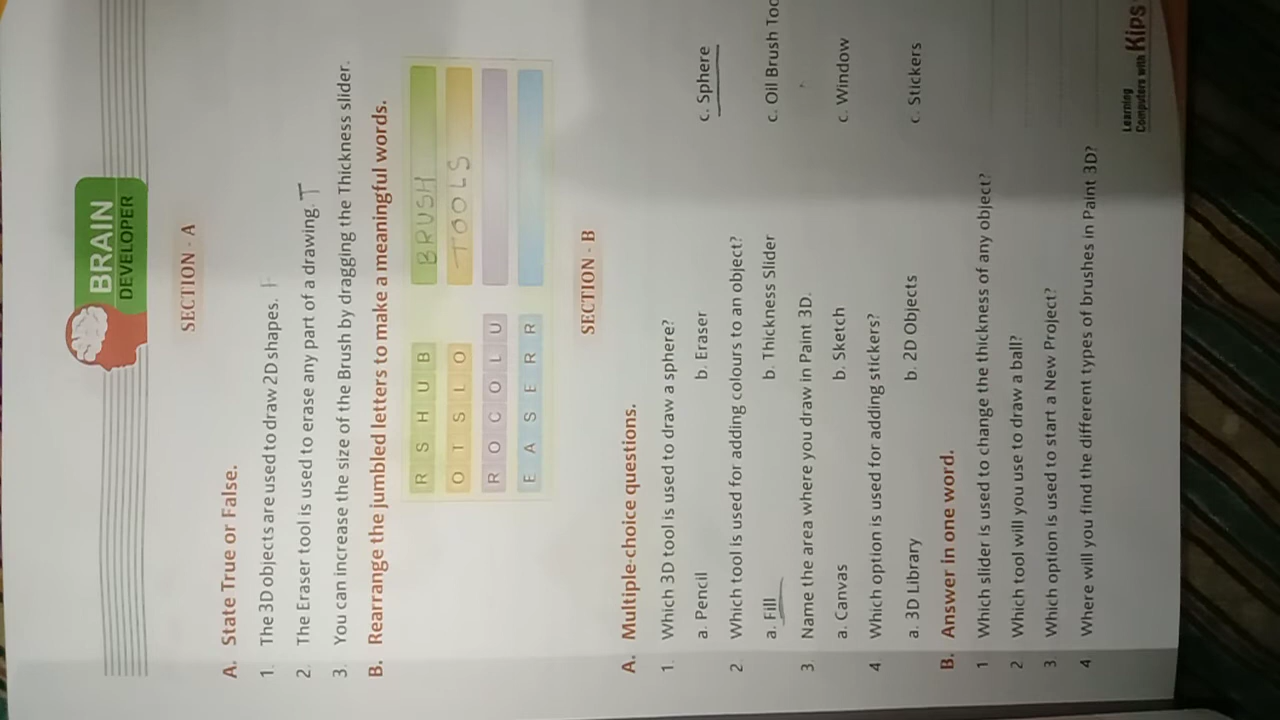 BRAIN
DEVELOPER
SECTION - A
A. State True or False.
1. The 3D objects are used to draw 2D shapes. F
2. The Eraser tool is used to erase any part of a drawing. T
3. You can increase the size of the Brush by dragging the Thickness slider.
B. Rearrange the jumbled letters to make a meaningful words.
R S H U B BRUSH
O T S L O TOOLS
R O C O L U
E A S E R R
SECTION - B
A. Multiple-choice questions.
1. Which 3D tool is used to draw a sphere?
a. Pencil b. Eraser c. Sphere
2. Which tool is used for adding colours to an object?
a. Fill b. Thickness Slider c. Oil Brush Too
3. Name the area where you draw in Paint 3D.
a. Canvas b. Sketch c. Window
4 Which option is used for adding stickers?
a. 3D Library b. 2D Objects c. Stickers
B. Answer in one word.
1 Which slider is used to change the thickness of any object?
2 Which tool will you use to draw a ball?
3 Which option is used to start a New Project?
4 Where will you find the different types of brushes in Paint 3D?
Learning
Computers with Kips